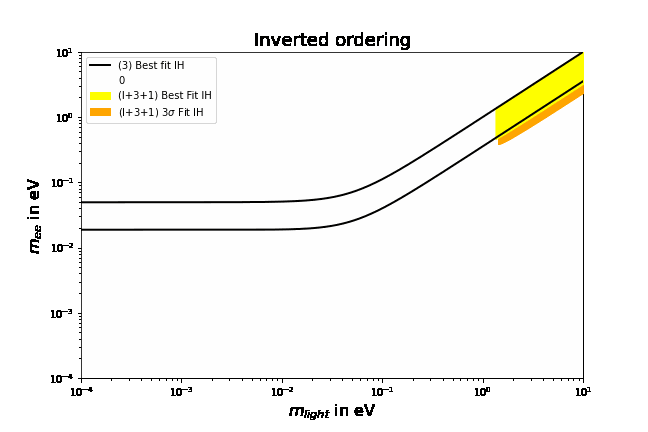 Inverted ordering
10¹
10⁰
10⁻¹
10⁻²
10⁻³
10⁻⁴
m_ee in eV
(3) Best fit IH
0
(I+3+1) Best Fit IH
(I+3+1) 3σ Fit IH
10⁻⁴ 10⁻³ 10⁻² 10⁻¹ 10⁰ 10¹
m_light in eV